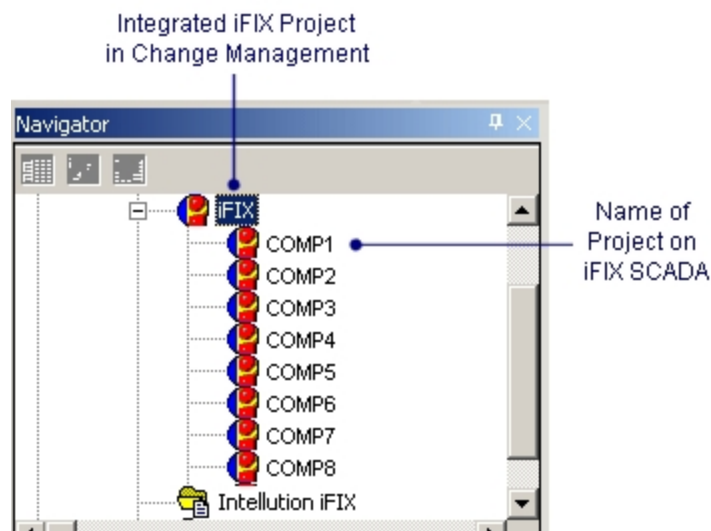 Integrated iFIX Project
in Change Management
Navigator
iFIX
COMP1
COMP2
COMP3
COMP4
COMP5
COMP6
COMP7
COMP8
Intellution iFIX
Name of
Project on
iFIX SCADA